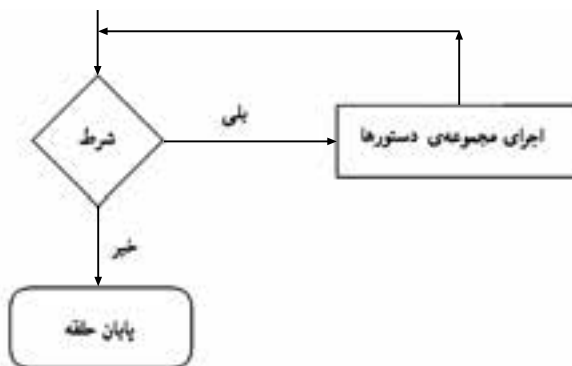 بلی
شرط
اجرای مجموعه‌ی دستورها
خیر
پایان حلقه